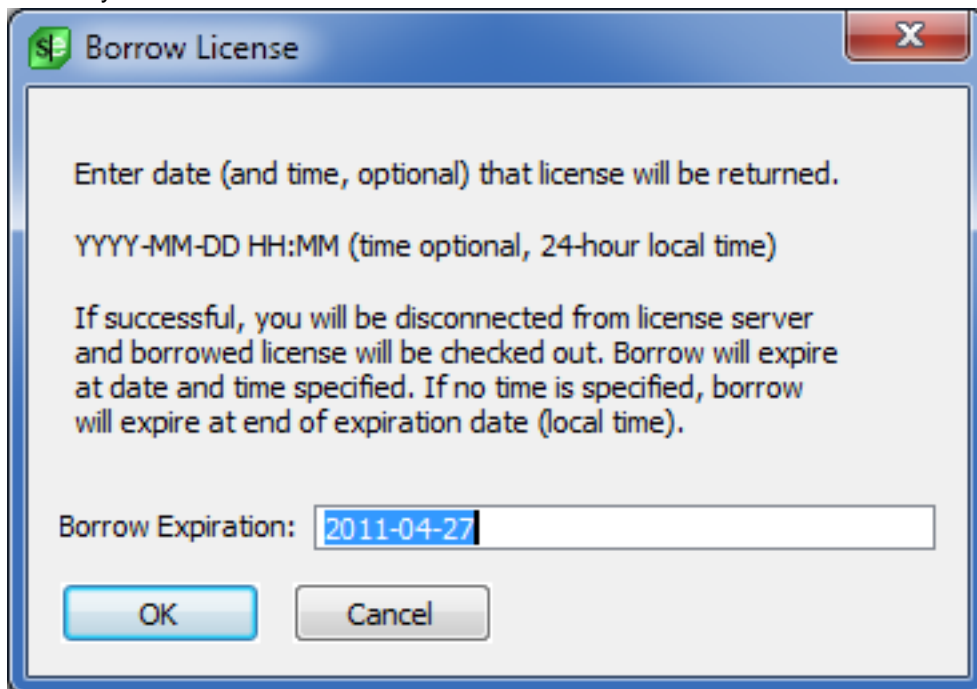 Borrow License
Enter date (and time, optional) that license will be returned.
YYYY-MM-DD HH:MM (time optional, 24-hour local time)
If successful, you will be disconnected from license server
and borrowed license will be checked out. Borrow will expire
at date and time specified. If no time is specified, borrow
will expire at end of expiration date (local time).
Borrow Expiration: 2011-04-27
OK Cancel